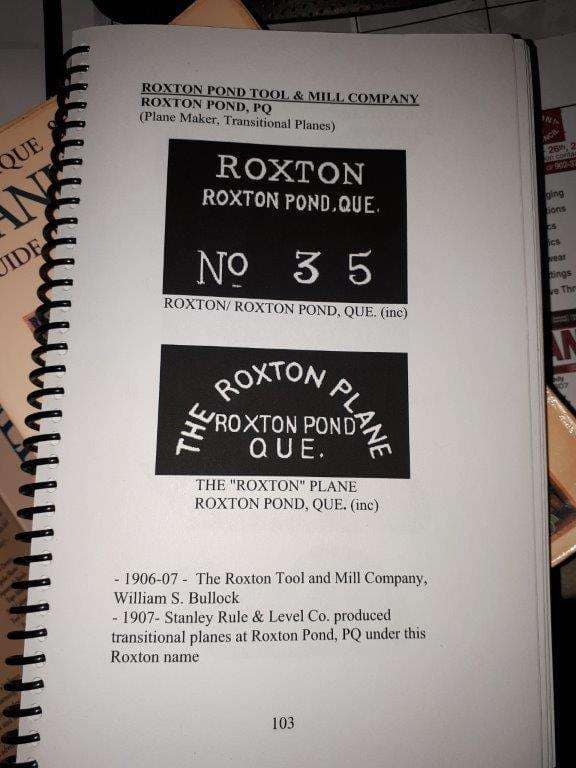 ROXTON POND TOOL & MILL COMPANY
ROXTON POND, PQ
(Plane Maker, Transitional Planes)
ROXTON
ROXTON POND, QUE.
No 3 5
ROXTON/ ROXTON POND, QUE. (inc)
THE ROXTON PLANE
ROXTON POND
QUE.
THE "ROXTON" PLANE
ROXTON POND, QUE. (inc)
- 1906-07 - The Roxton Tool and Mill Company,
William S. Bullock
- 1907- Stanley Rule & Level Co. produced
transitional planes at Roxton Pond, PQ under this
Roxton name
103